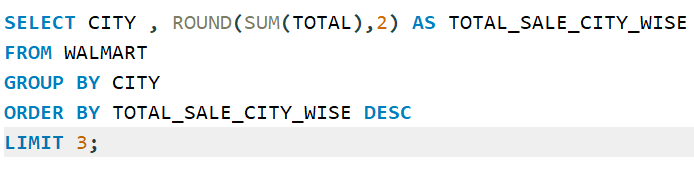 SELECT CITY , ROUND(SUM(TOTAL),2) AS TOTAL_SALE_CITY_WISE
FROM WALMART
GROUP BY CITY
ORDER BY TOTAL_SALE_CITY_WISE DESC
LIMIT 3;